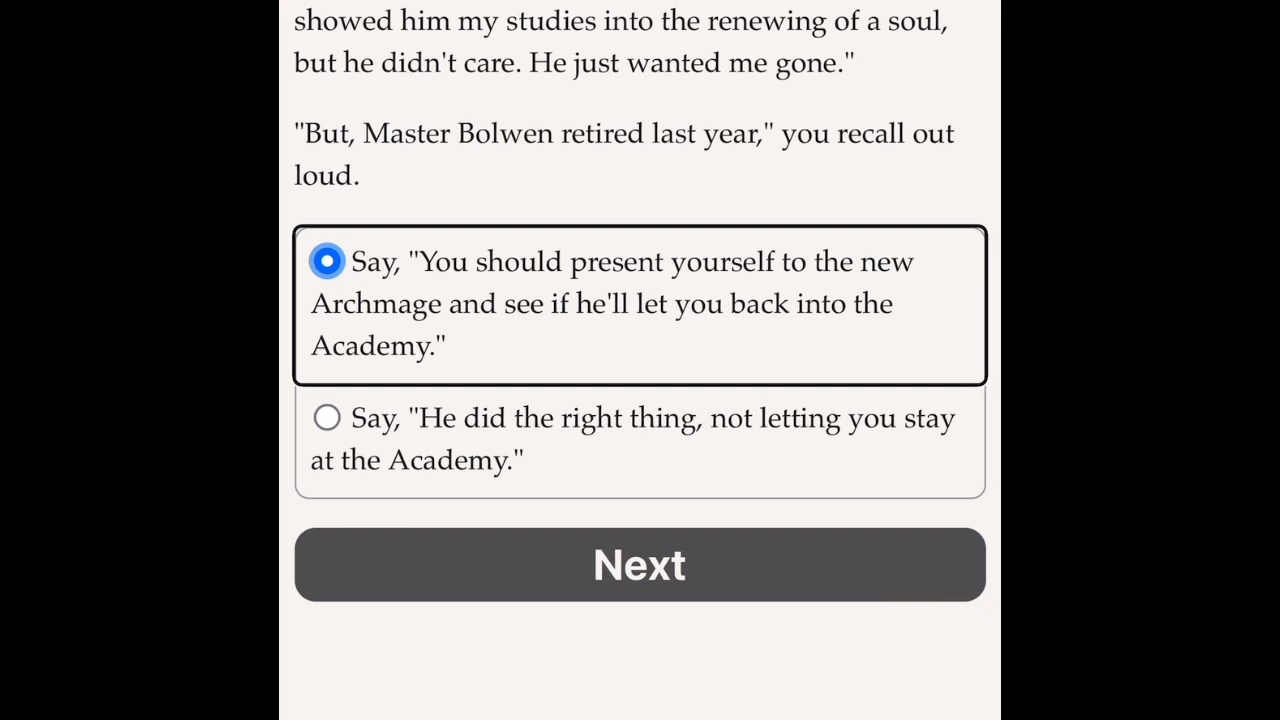 showed him my studies into the renewing of a soul,
but he didn't care. He just wanted me gone."
"But, Master Bolwen retired last year," you recall out
loud.
Say, "You should present yourself to the new
Archmage and see if he'll let you back into the
Academy."
Say, "He did the right thing, not letting you stay
at the Academy."
Next